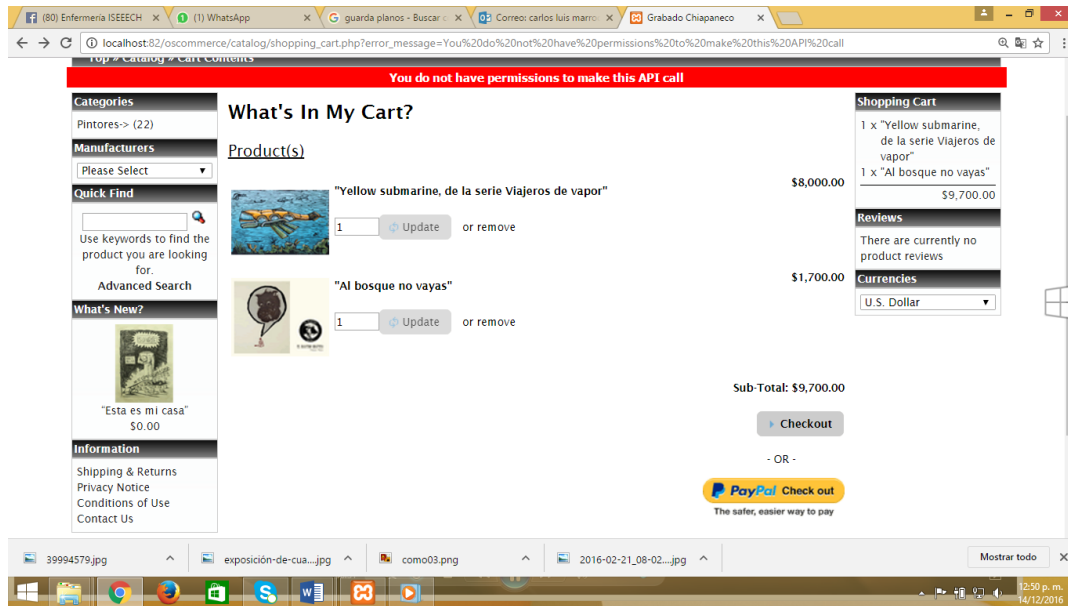 (80) Enfermería ISEEECH
(1) WhatsApp
guarda planos - Buscar c
Correo: carlos luis marro
Grabado Chiapaneco
localhost:82/oscommerce/catalog/shopping_cart.php?error_message=You%20do%20not%20have%20permissions%20to%20make%20this%20API%20call
Top » Catalog » Cart Contents
You do not have permissions to make this API call
Categories
Pintores-> (22)
Manufacturers
Please Select
Quick Find
Use keywords to find the
product you are looking
for.
Advanced Search
What's New?
"Esta es mi casa"
$0.00
Information
Shipping & Returns
Privacy Notice
Conditions of Use
Contact Us
What's In My Cart?
Product(s)
"Yellow submarine, de la serie Viajeros de vapor"
$8,000.00
1 Update or remove
"Al bosque no vayas"
$1,700.00
1 Update or remove
Sub-Total: $9,700.00
Checkout
- OR -
PayPal Check out
The safer, easier way to pay
Shopping Cart
1 x "Yellow submarine,
de la serie Viajeros de
vapor"
1 x "Al bosque no vayas"
$9,700.00
Reviews
There are currently no
product reviews
Currencies
U.S. Dollar
39994579.jpg
exposición-de-cua....jpg
como03.png
2016-02-21_08-02....jpg
Mostrar todo
12:50 p. m.
14/12/2016